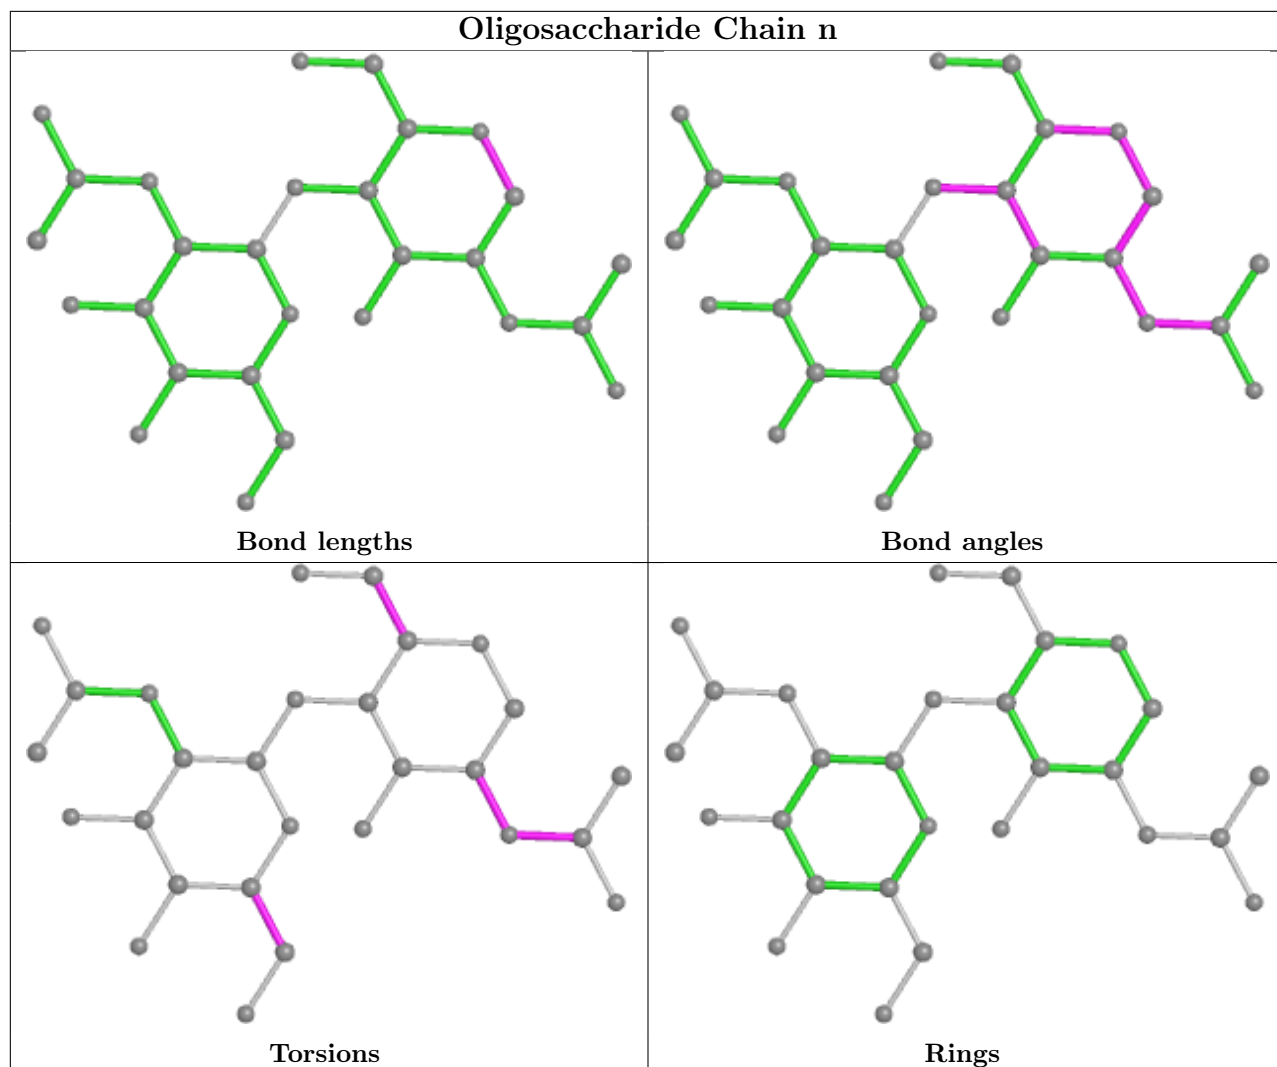 Oligosaccharide Chain n
Bond lengths
Bond angles
Torsions
Rings